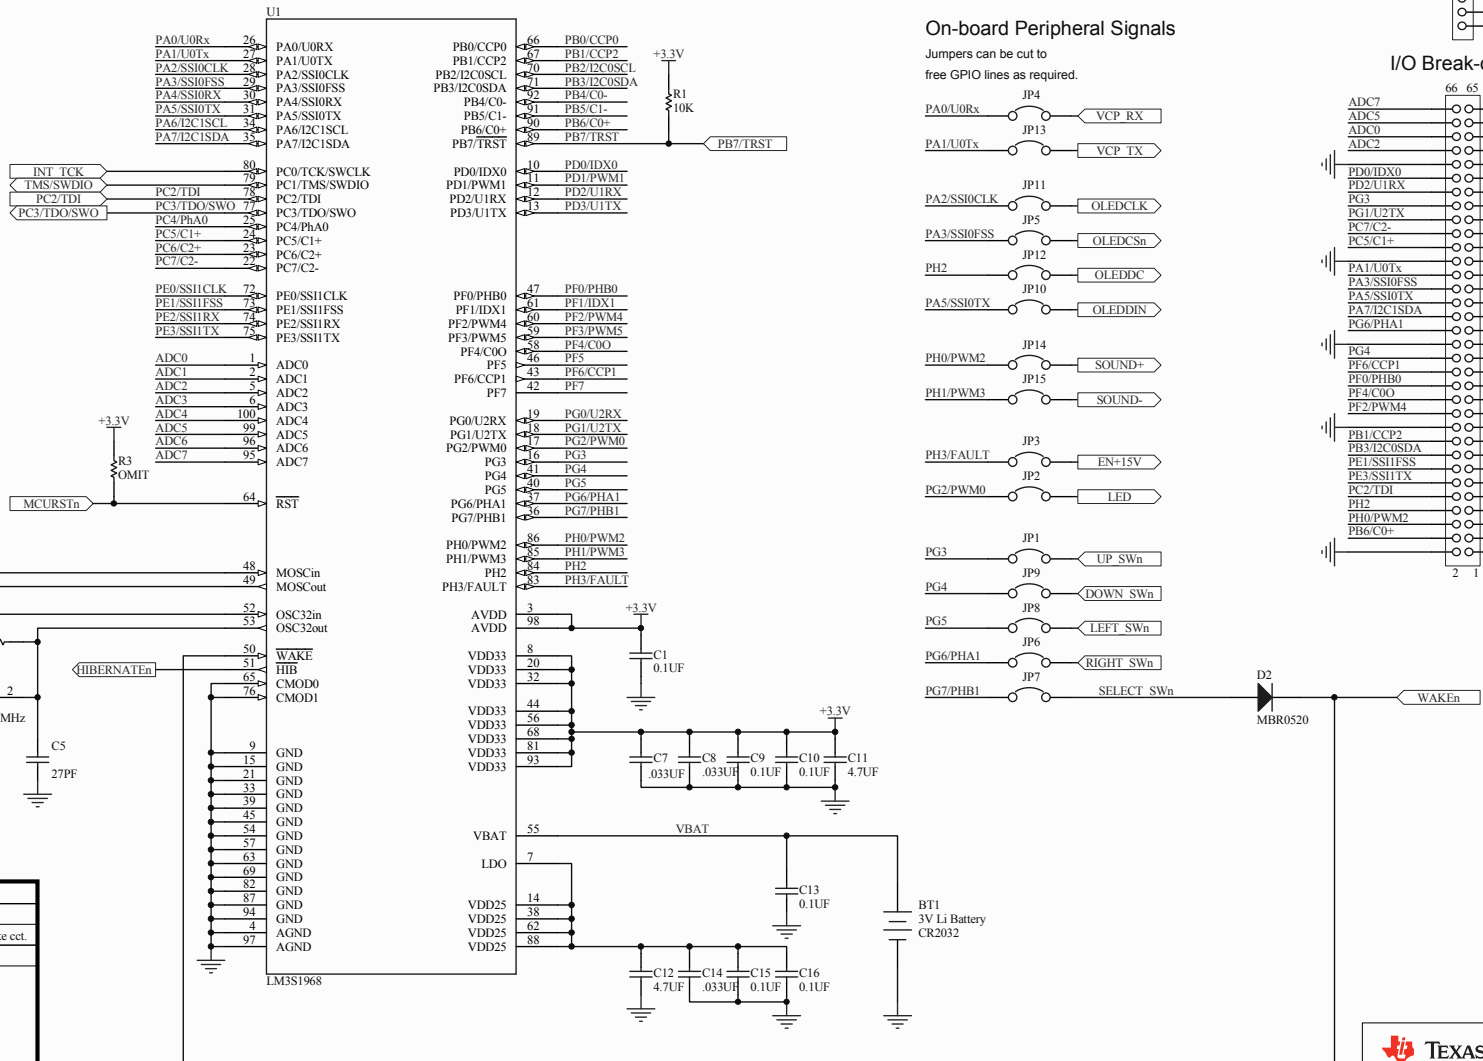 U1
PA0/U0Rx 26 PA0/U0RX
PA1/U0Tx 27 PA1/U0TX
PA2/SSI0CLK 28 PA2/SSI0CLK
PA3/SSI0FSS 29 PA3/SSI0FSS
PA4/SSI0RX 30 PA4/SSI0RX
PA5/SSI0TX 31 PA5/SSI0TX
PA6/I2C1SCL 34 PA6/I2C1SCL
PA7/I2C1SDA 35 PA7/I2C1SDA
INT_TCK 80 PC0/TCK/SWCLK
TMS/SWDIO 79 PC1/TMS/SWDIO
PC2/TDI PC2/TDI 78 PC2/TDI
PC3/TDO/SWO PC3/TDO/SWO 77 PC3/TDO/SWO
PC4/PhA0 25 PC4/PHA0
PC5/C1+ 24 PC5/C1+
PC6/C2+ 23 PC6/C2+
PC7/C2- 22 PC7/C2-
PE0/SSI1CLK 72 PE0/SSI1CLK
PE1/SSI1FSS 73 PE1/SSI1FSS
PE2/SSI1RX 74 PE2/SSI1RX
PE3/SSI1TX 75 PE3/SSI1TX
ADC0 1 ADC0
ADC1 2 ADC1
ADC2 5 ADC2
ADC3 6 ADC3
ADC4 100 ADC4
ADC5 99 ADC5
ADC6 96 ADC6
ADC7 95 ADC7
+3.3V
R3
OMIT
MCURSTn 64 RST
48 MOSCin
49 MOSCout
52 OSC32in
53 OSC32out
50 WAKE
HIBERNATEn 51 HIB
65 CMOD0
76 CMOD1
2
MHz
C5
27PF
9 GND
15 GND
21 GND
33 GND
39 GND
45 GND
54 GND
57 GND
63 GND
69 GND
82 GND
87 GND
94 GND
4 AGND
97 AGND
LM3S1968
cct.
PB0/CCP0 66 PB0/CCP0
PB1/CCP2 67 PB1/CCP2
PB2/I2C0SCL 70 PB2/I2C0SCL
PB3/I2C0SDA 71 PB3/I2C0SDA
PB4/C0- 92 PB4/C0-
PB5/C1- 91 PB5/C1-
PB6/C0+ 90 PB6/C0+
PB7/TRST 89 PB7/TRST
+3.3V
R1
10K
PB7/TRST
PD0/IDX0 10 PD0/IDX0
PD1/PWM1 11 PD1/PWM1
PD2/U1RX 12 PD2/U1RX
PD3/U1TX 13 PD3/U1TX
PF0/PHB0 47 PF0/PHB0
PF1/IDX1 61 PF1/IDX1
PF2/PWM4 60 PF2/PWM4
PF3/PWM5 59 PF3/PWM5
PF4/C0O 58 PF4/C0O
PF5 46 PF5
PF6/CCP1 43 PF6/CCP1
PF7 42 PF7
PG0/U2RX 19 PG0/U2RX
PG1/U2TX 18 PG1/U2TX
PG2/PWM0 17 PG2/PWM0
PG3 16 PG3
PG4 41 PG4
PG5 40 PG5
PG6/PHA1 37 PG6/PHA1
PG7/PHB1 36 PG7/PHB1
PH0/PWM2 86 PH0/PWM2
PH1/PWM3 85 PH1/PWM3
PH2 84 PH2
PH3/FAULT 83 PH3/FAULT
AVDD 3
AVDD 98
+3.3V
C1
0.1UF
VDD33 8
VDD33 20
VDD33 32
VDD33 44
VDD33 56
VDD33 68
VDD33 81
VDD33 93
+3.3V
C7 C8 C9 C10 C11
.033UF .033UF 0.1UF 0.1UF 4.7UF
VBAT 55 VBAT
LDO 7
C13
0.1UF
BT1
3V Li Battery
CR2032
VDD25 14
VDD25 38
VDD25 62
VDD25 88
C12 C14 C15 C16
4.7UF .033UF 0.1UF 0.1UF
On-board Peripheral Signals
Jumpers can be cut to
free GPIO lines as required.
PA0/U0Rx JP4 VCP_RX
PA1/U0Tx JP13 VCP_TX
PA2/SSI0CLK JP11 OLEDCLK
PA3/SSI0FSS JP5 OLEDCSn
PH2 JP12 OLEDDC
PA5/SSI0TX JP10 OLEDDIN
PH0/PWM2 JP14 SOUND+
PH1/PWM3 JP15 SOUND-
PH3/FAULT JP3 EN+15V
PG2/PWM0 JP2 LED
PG3 JP1 UP_SWn
PG4 JP9 DOWN_SWn
PG5 JP8 LEFT_SWn
PG6/PHA1 JP6 RIGHT_SWn
PG7/PHB1 JP7 SELECT_SWn
D2
MBR0520
WAKEn
I/O Break-
66 65
ADC7
ADC5
ADC0
ADC2
PD0/IDX0
PD2/U1RX
PG3
PG1/U2TX
PC7/C2-
PC5/C1+
PA1/U0Tx
PA3/SSI0FSS
PA5/SSI0TX
PA7/I2C1SDA
PG6/PHA1
PG4
PF6/CCP1
PF0/PHB0
PF4/C0O
PF2/PWM4
PB1/CCP2
PB3/I2C0SDA
PE1/SSI1FSS
PE3/SSI1TX
PC2/TDI
PH2
PH0/PWM2
PB6/C0+
2 1
TEXAS